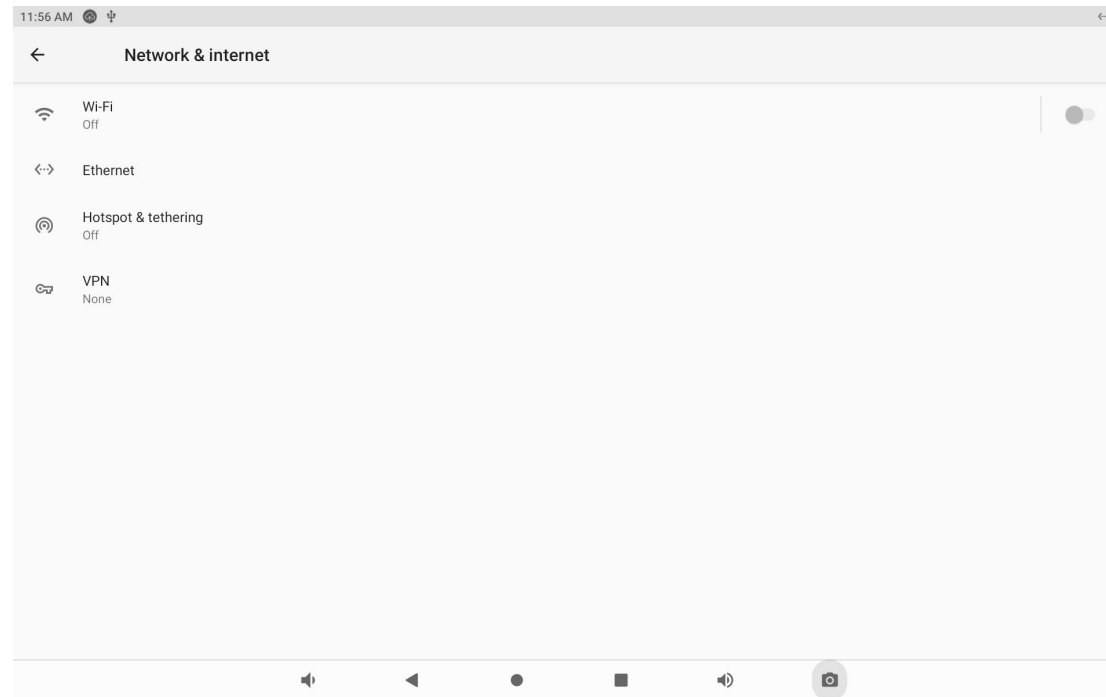 11:56 AM
Network & internet
Wi-Fi
Off
Ethernet
Hotspot & tethering
Off
VPN
None